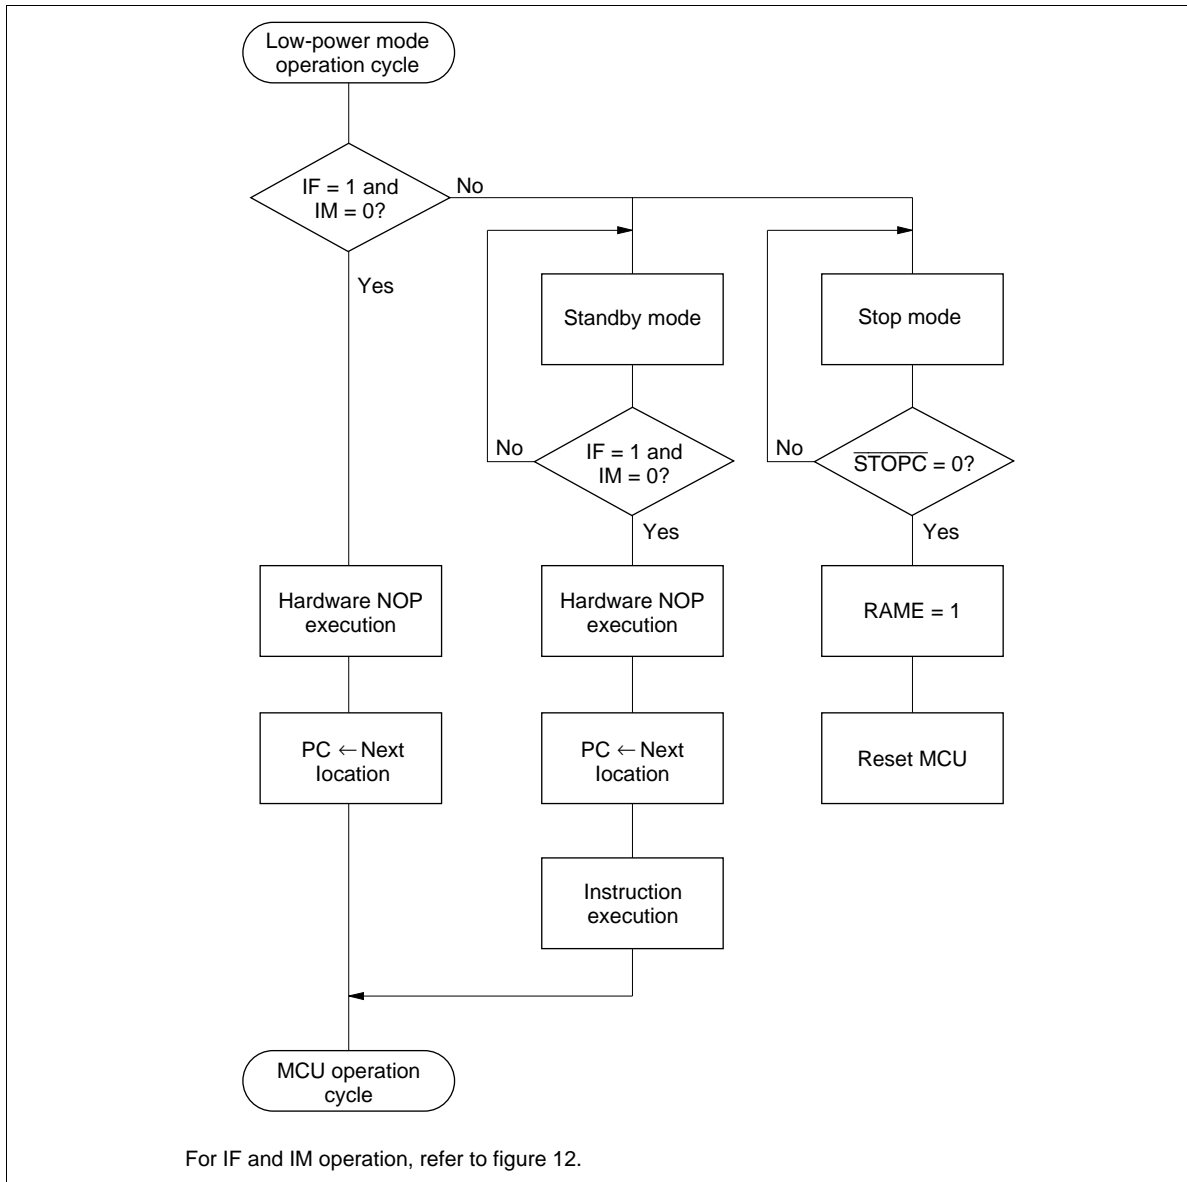 Low-power mode
operation cycle
IF = 1 and
IM = 0?
No
Yes
Standby mode
Stop mode
No
IF = 1 and
IM = 0?
Yes
No
S̅T̅O̅P̅C̅ = 0?
Yes
Hardware NOP
execution
Hardware NOP
execution
RAME = 1
PC ← Next
location
PC ← Next
location
Reset MCU
Instruction
execution
MCU operation
cycle
For IF and IM operation, refer to figure 12.